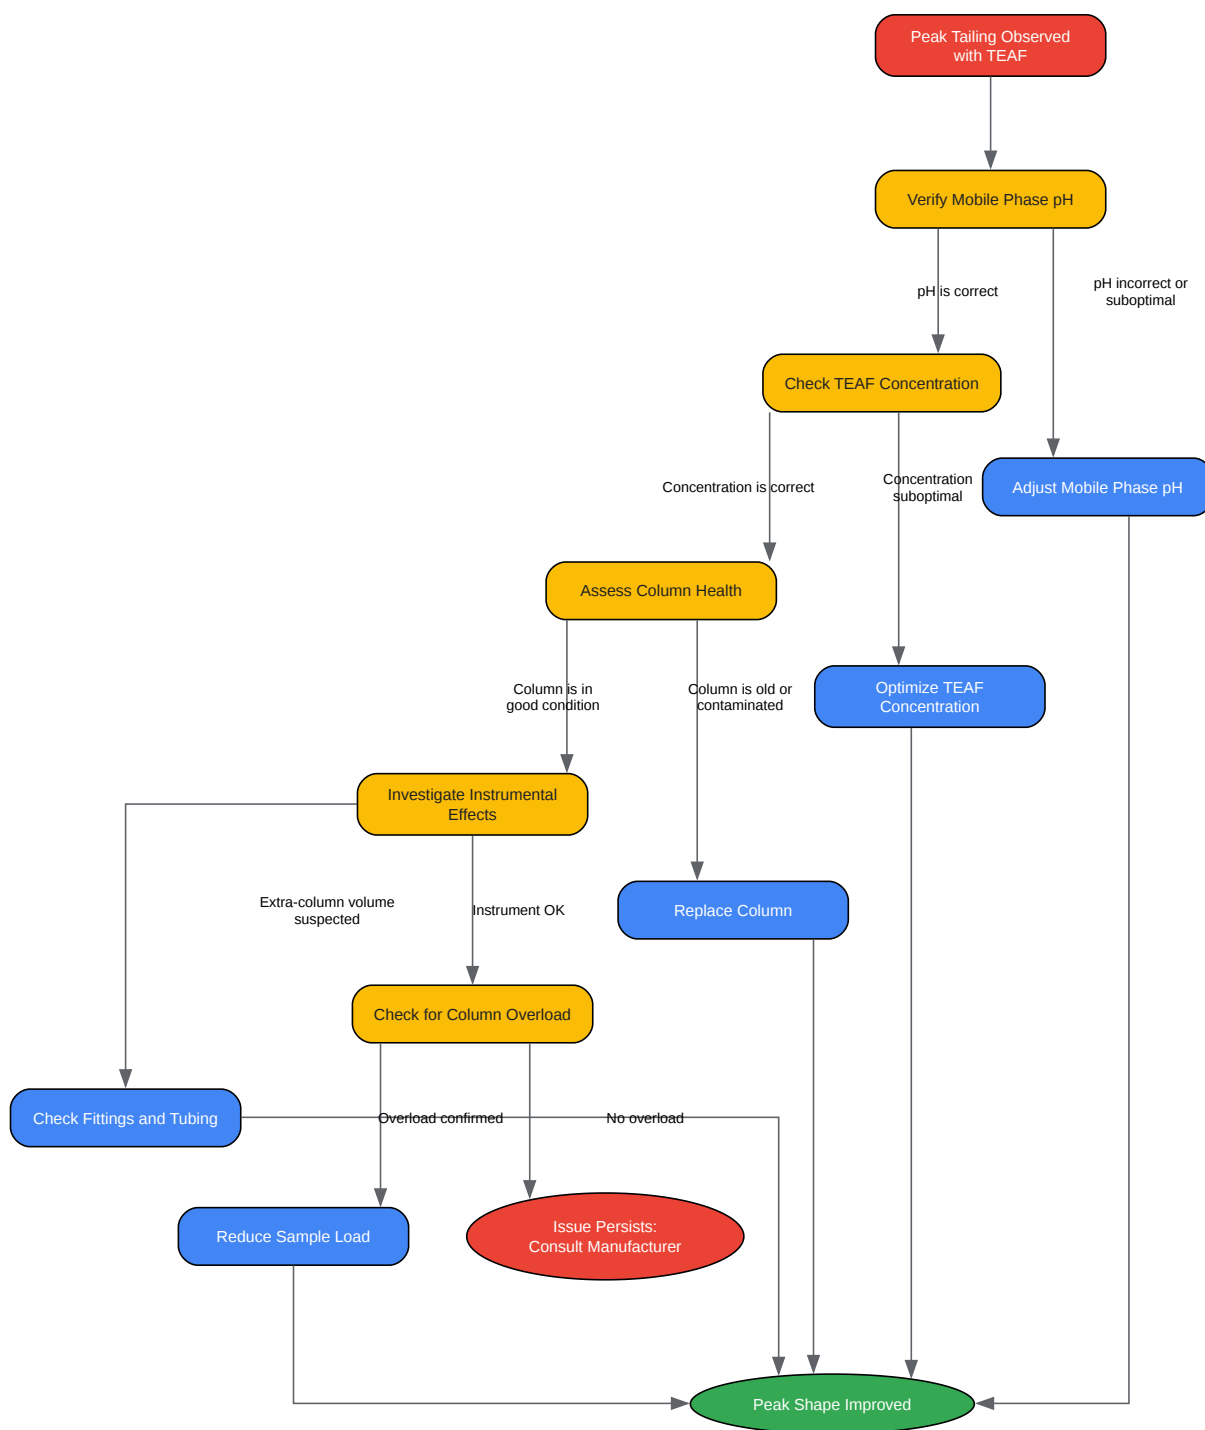 Peak Tailing Observed
with TEAF
Verify Mobile Phase pH
pH is correct
pH incorrect or
suboptimal
Check TEAF Concentration
Concentration is correct
Concentration
suboptimal
Adjust Mobile Phase pH
Assess Column Health
Column is in
good condition
Column is old or
contaminated
Optimize TEAF
Concentration
Investigate Instrumental
Effects
Extra-column volume
suspected
Instrument OK
Replace Column
Check for Column Overload
Check Fittings and Tubing
Overload confirmed
No overload
Reduce Sample Load
Issue Persists:
Consult Manufacturer
Peak Shape Improved